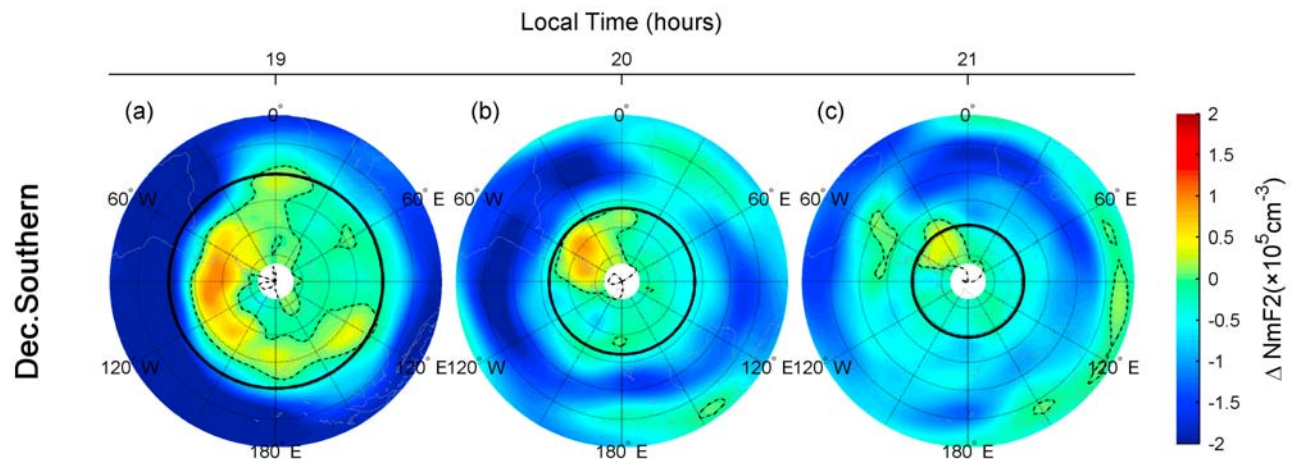 Local Time (hours)
19 20 21
(a) (b) (c)
0° 0° 0°
2
1.5
1
0.5
0
-0.5
-1
-1.5
-2
Δ NmF2(×10⁵cm⁻³)
60° W 60° E 60° W 60° E 60° W 60° E
120° W 120° E 120° W 120° E 120° W 120° E
180° E 180° E 180° E
Dec.Southern